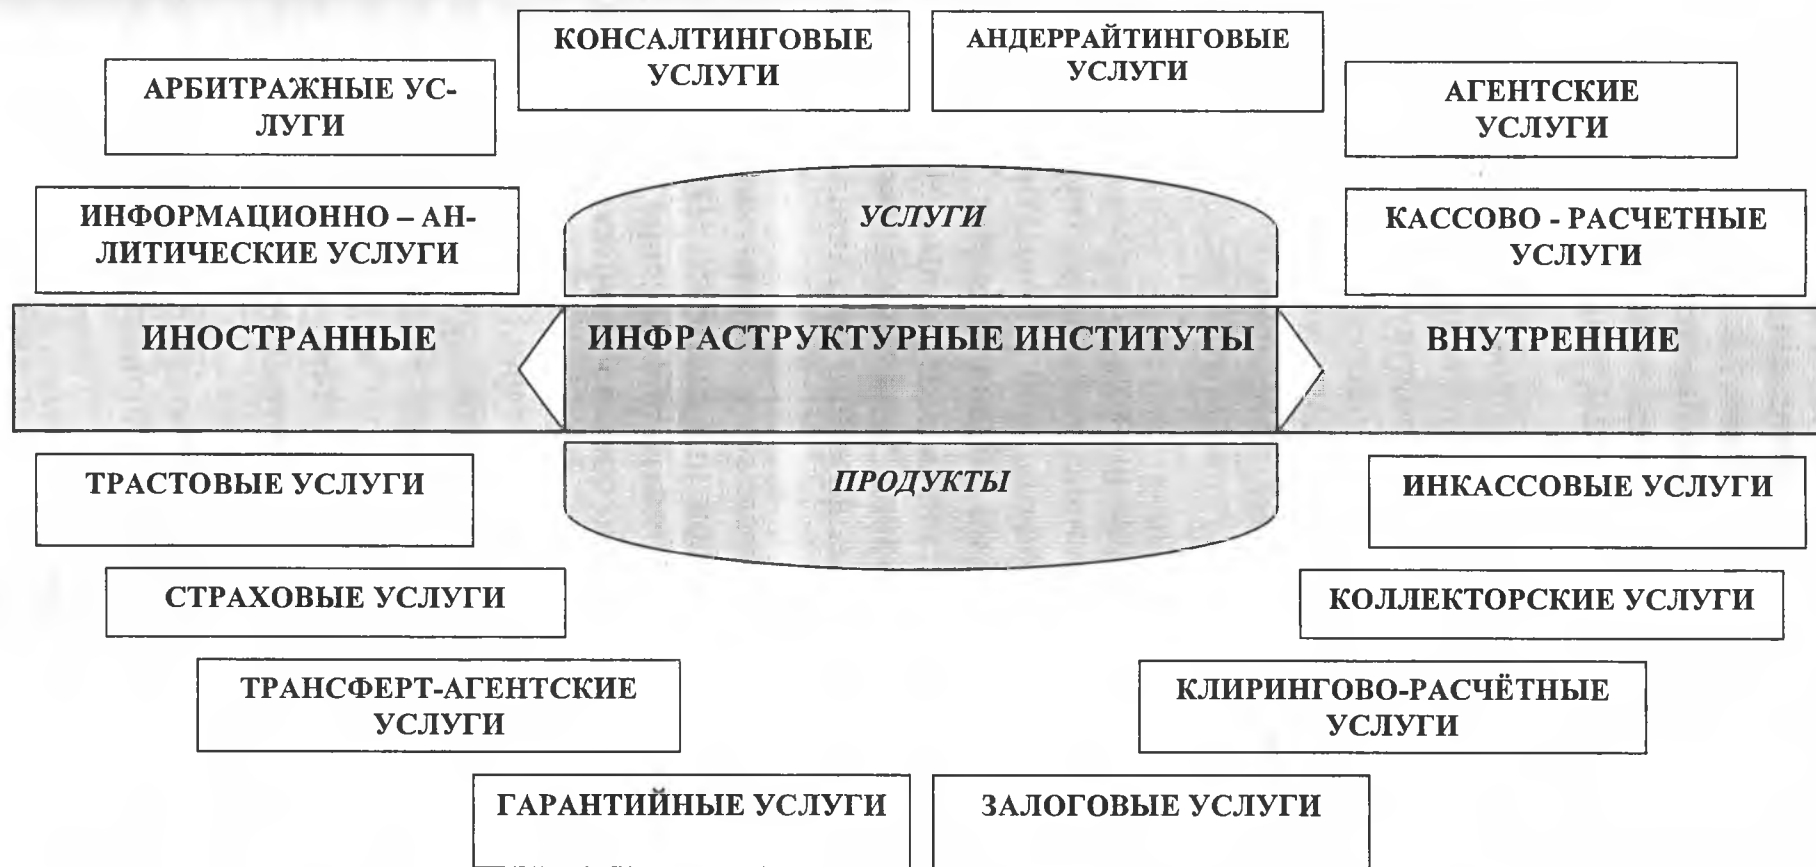 КОНСАЛТИНГОВЫЕ
УСЛУГИ
АНДЕРРАЙТИНГОВЫЕ
УСЛУГИ
АРБИТРАЖНЫЕ УС-
ЛУГИ
АГЕНТСКИЕ
УСЛУГИ
ИНФОРМАЦИОННО – АН-
ЛИТИЧЕСКИЕ УСЛУГИ
УСЛУГИ
КАССОВО - РАСЧЕТНЫЕ
УСЛУГИ
ИНОСТРАННЫЕ
ИНФРАСТРУКТУРНЫЕ ИНСТИТУТЫ
ВНУТРЕННИЕ
ТРАСТОВЫЕ УСЛУГИ
ПРОДУКТЫ
ИНКАССОВЫЕ УСЛУГИ
СТРАХОВЫЕ УСЛУГИ
КОЛЛЕКТОРСКИЕ УСЛУГИ
ТРАНСФЕРТ-АГЕНТСКИЕ
УСЛУГИ
КЛИРИНГОВО-РАСЧЁТНЫЕ
УСЛУГИ
ГАРАНТИЙНЫЕ УСЛУГИ
ЗАЛОГОВЫЕ УСЛУГИ